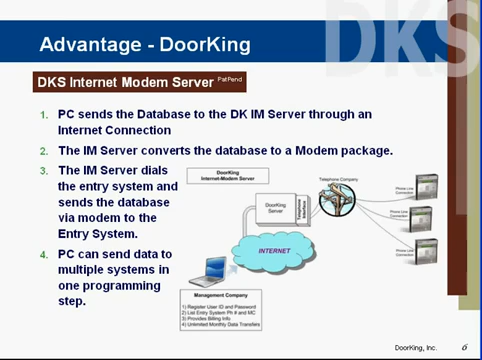 DKS
Advantage - DoorKing
DKS Internet Modem Server PatPend
1. PC sends the Database to the DK IM Server through an
Internet Connection
2. The IM Server converts the database to a Modem package.
3. The IM Server dials
the entry system and
sends the database
via modem to the
Entry System.
4. PC can send data to
multiple systems in
one programming
step.
DoorKing
Internet-Modem Server
Telephone Company
DoorKing
Server
Telephone
Interface
Phone Line
Connection
Phone Line
Connection
Phone Line
Connection
INTERNET
Management Company
1) Register User ID and Password
2) List Entry System Ph # and MC
3) Provides Billing Info
4) Unlimited Monthly Data Transfers
DoorKing, Inc.
6